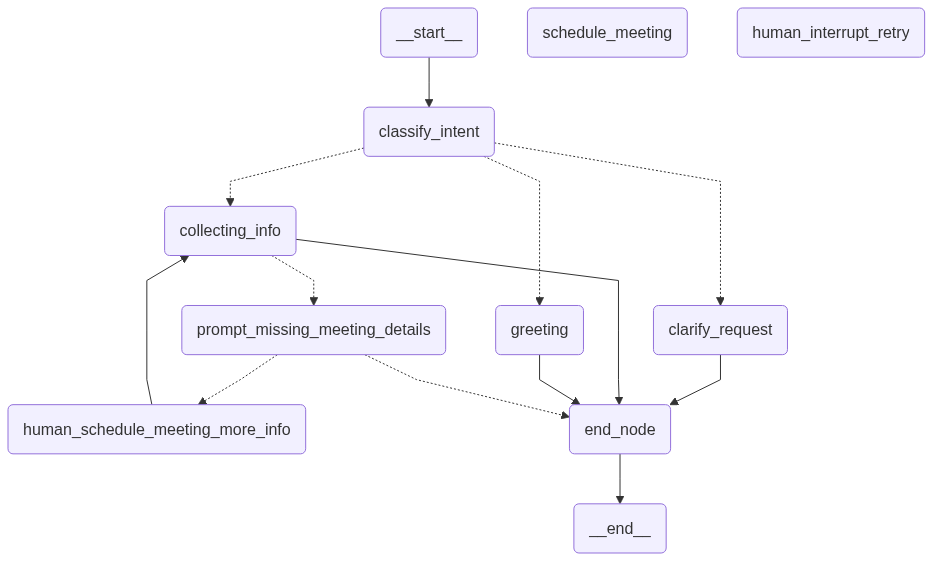 __start__
schedule_meeting
human_interrupt_retry
classify_intent
collecting_info
prompt_missing_meeting_details
greeting
clarify_request
human_schedule_meeting_more_info
end_node
__end__